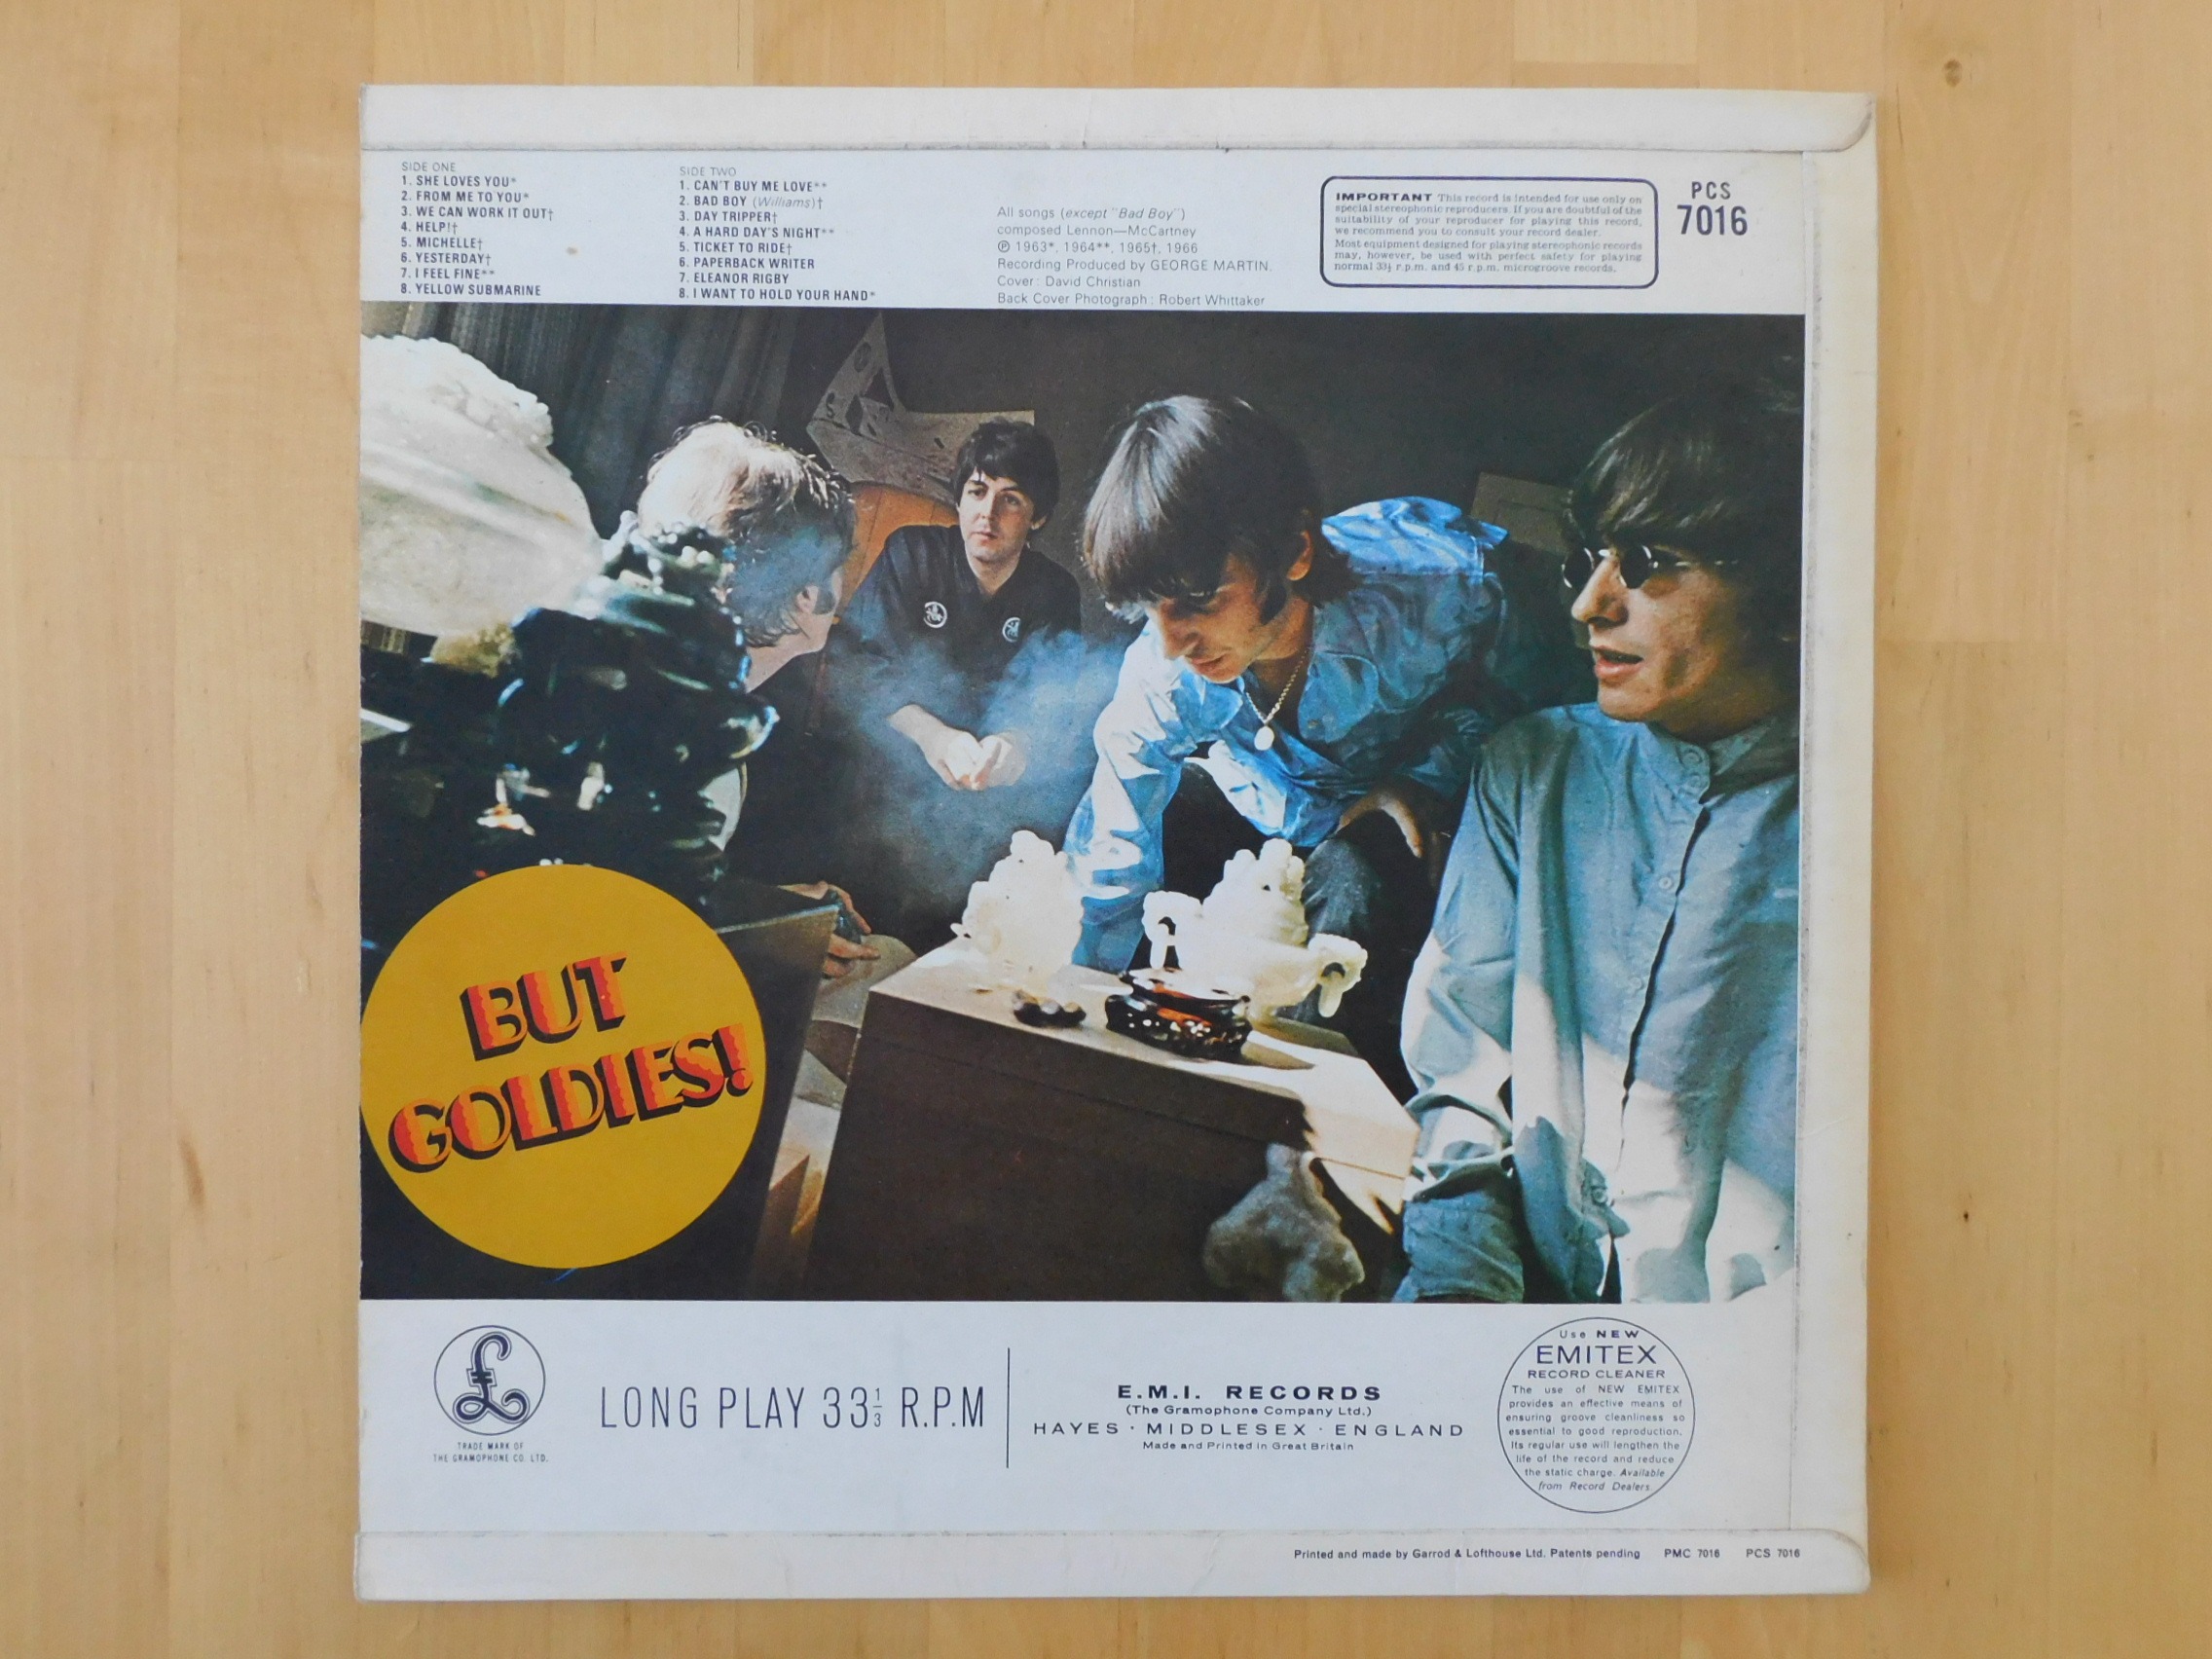 SIDE ONE
1. SHE LOVES YOU*
2. FROM ME TO YOU*
3. WE CAN WORK IT OUT†
4. HELP!†
5. MICHELLE†
6. YESTERDAY†
7. I FEEL FINE**
8. YELLOW SUBMARINE
SIDE TWO
1. CAN'T BUY ME LOVE**
2. BAD BOY (Williams)†
3. DAY TRIPPER†
4. A HARD DAY'S NIGHT**
5. TICKET TO RIDE†
6. PAPERBACK WRITER
7. ELEANOR RIGBY
8. I WANT TO HOLD YOUR HAND*
All songs (except "Bad Boy")
composed Lennon—McCartney
℗ 1963*, 1964**, 1965†, 1966
Recording Produced by GEORGE MARTIN.
Cover: David Christian
Back Cover Photograph: Robert Whittaker
IMPORTANT This record is intended for use only on
special stereophonic reproducers. If you are doubtful of the
suitability of your reproducer for playing this record,
we recommend you to consult your record dealer.
Most equipment designed for playing stereophonic records
may, however, be used with perfect safety for playing
normal 33⅓ r.p.m. and 45 r.p.m. microgroove records.
PCS
7016
BUT
GOLDIES!
£
TRADE MARK OF
THE GRAMOPHONE CO. LTD.
LONG PLAY 33⅓ R.P.M
E.M.I. RECORDS
(The Gramophone Company Ltd.)
HAYES · MIDDLESEX · ENGLAND
Made and Printed in Great Britain
Use NEW
EMITEX
RECORD CLEANER
The use of NEW EMITEX
provides an effective means of
ensuring groove cleanliness so
essential to good reproduction.
Its regular use will lengthen the
life of the record and reduce
the static charge. Available
from Record Dealers
Printed and made by Garrod & Lofthouse Ltd. Patents pending PMC 7016 PCS 7016